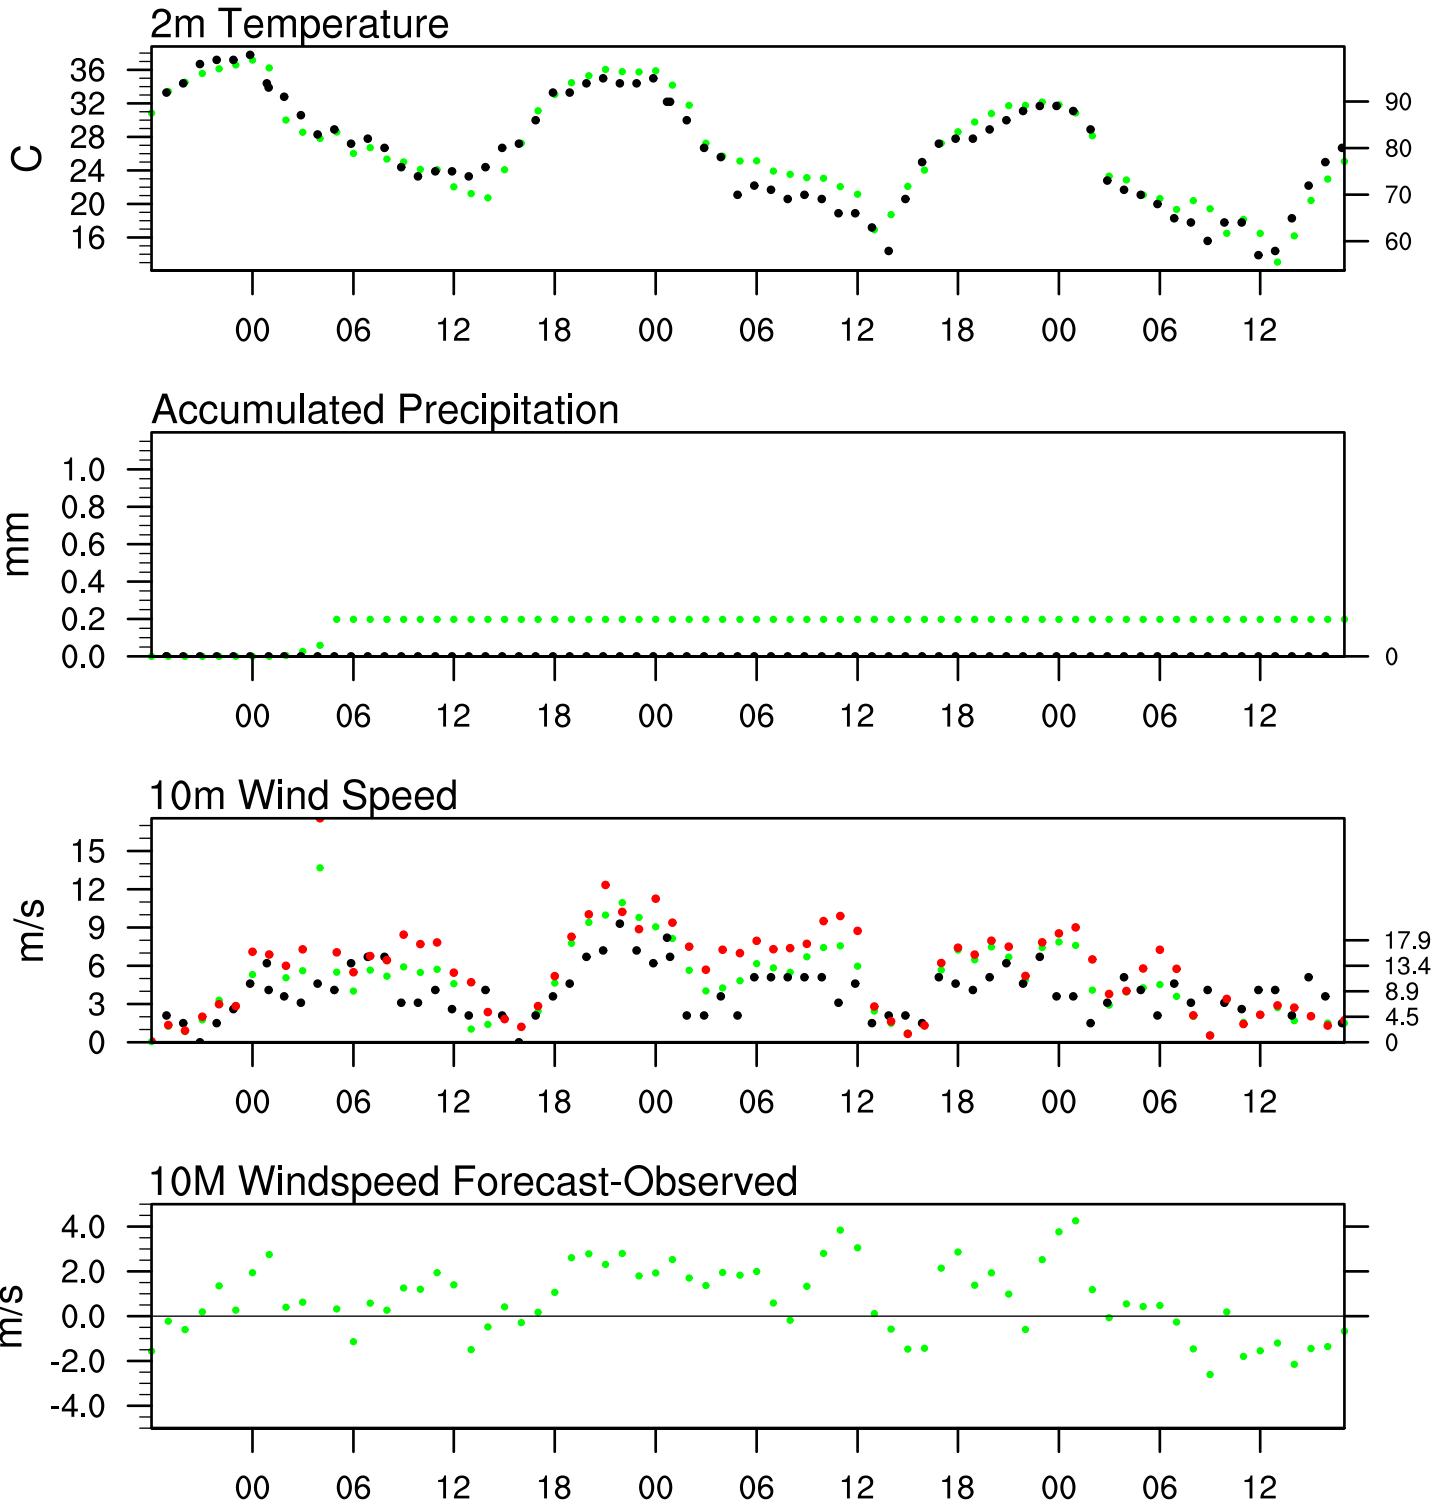 2m Temperature
36
32
28
24
20
16
C
90
80
70
60
00 06 12 18 00 06 12 18 00 06 12
Accumulated Precipitation
1.0
0.8
0.6
0.4
0.2
0.0
mm
0
00 06 12 18 00 06 12 18 00 06 12
10m Wind Speed
15
12
9
6
3
0
m/s
17.9
13.4
8.9
4.5
0
00 06 12 18 00 06 12 18 00 06 12
10M Windspeed Forecast-Observed
4.0
2.0
0.0
-2.0
-4.0
m/s
00 06 12 18 00 06 12 18 00 06 12